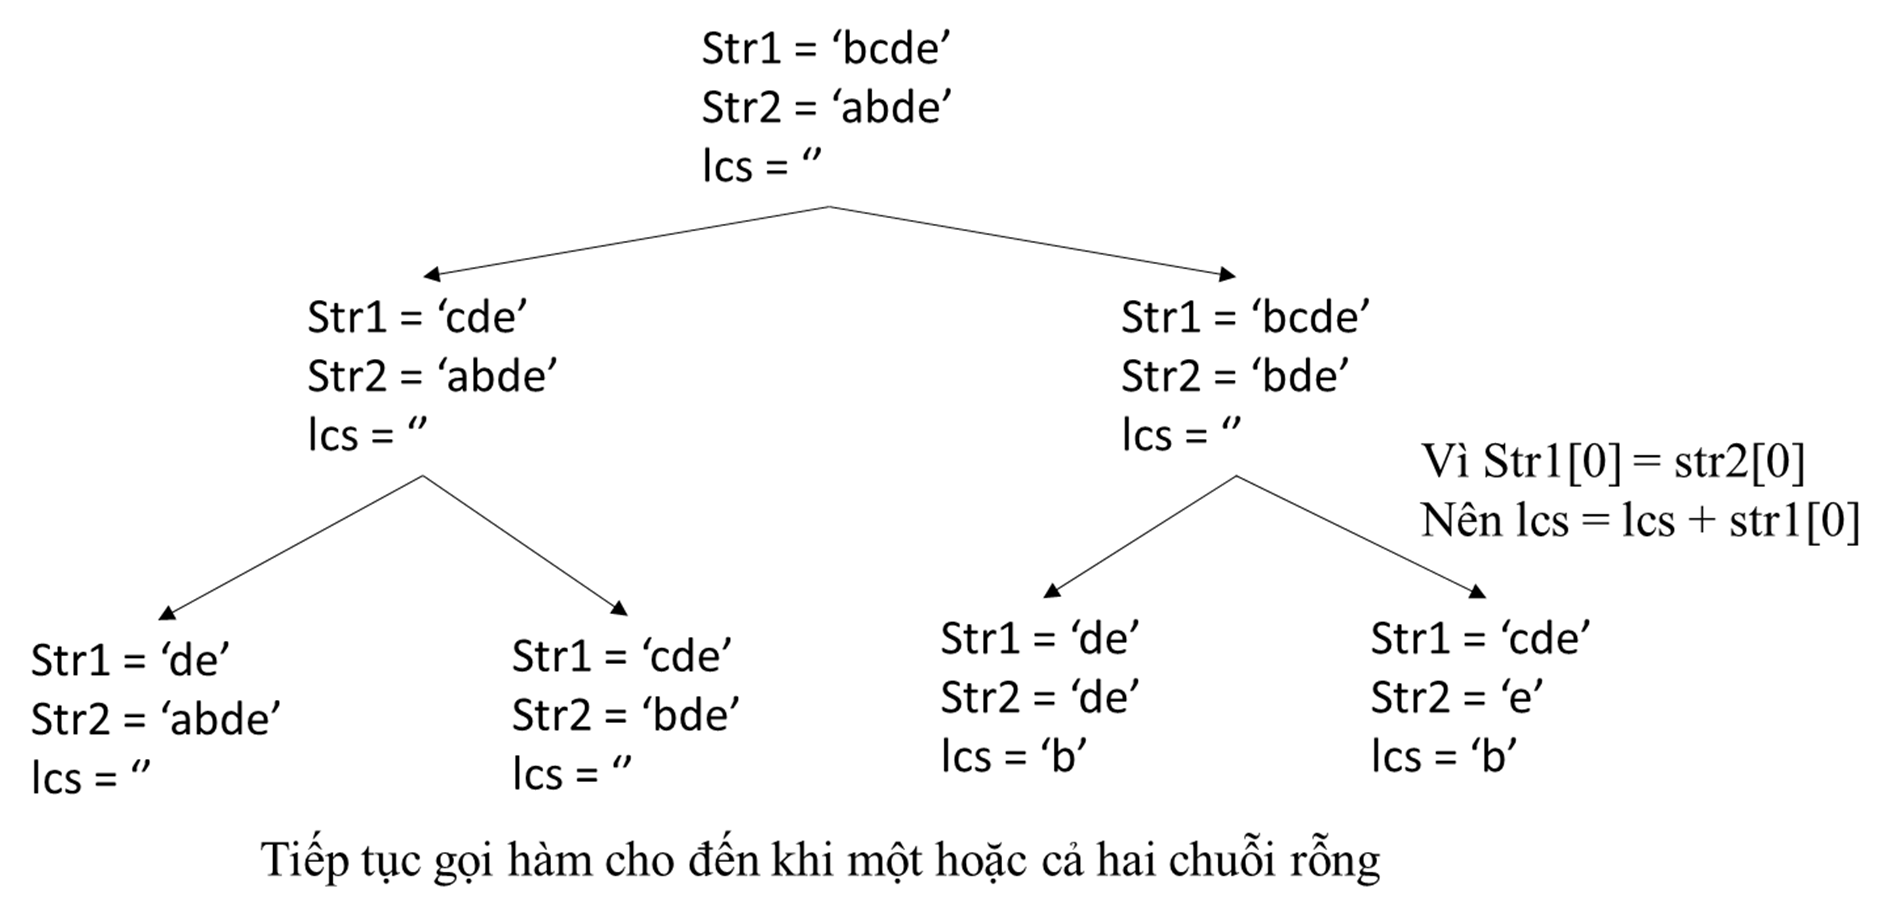 Str1 = ‘bcde’
Str2 = ‘abde’
lcs = ‘’
Str1 = ‘cde’
Str2 = ‘abde’
lcs = ‘’
Str1 = ‘bcde’
Str2 = ‘bde’
lcs = ‘’
Vì Str1[0] = str2[0]
Nên lcs = lcs + str1[0]
Str1 = ‘de’
Str2 = ‘abde’
lcs = ‘’
Str1 = ‘cde’
Str2 = ‘bde’
lcs = ‘’
Str1 = ‘de’
Str2 = ‘de’
lcs = ‘b’
Str1 = ‘cde’
Str2 = ‘e’
lcs = ‘b’
Tiếp tục gọi hàm cho đến khi một hoặc cả hai chuỗi rỗng